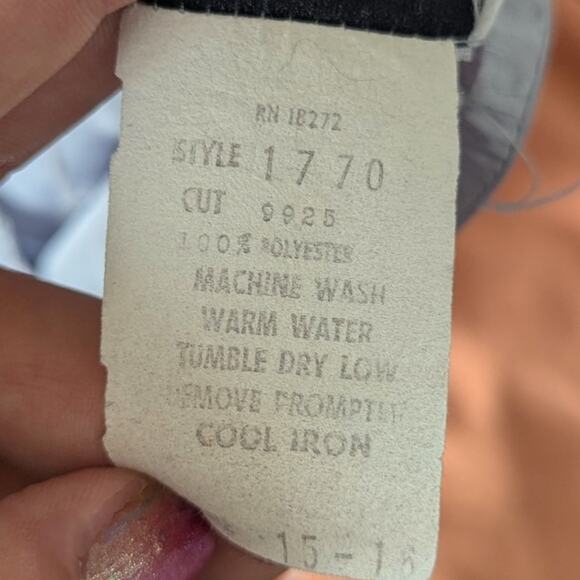 RN 18272
STYLE 1770
CUT 9925
100% POLYESTER
MACHINE WASH
WARM WATER
TUMBLE DRY LOW
REMOVE PROMPTLY
COOL IRON
15-16